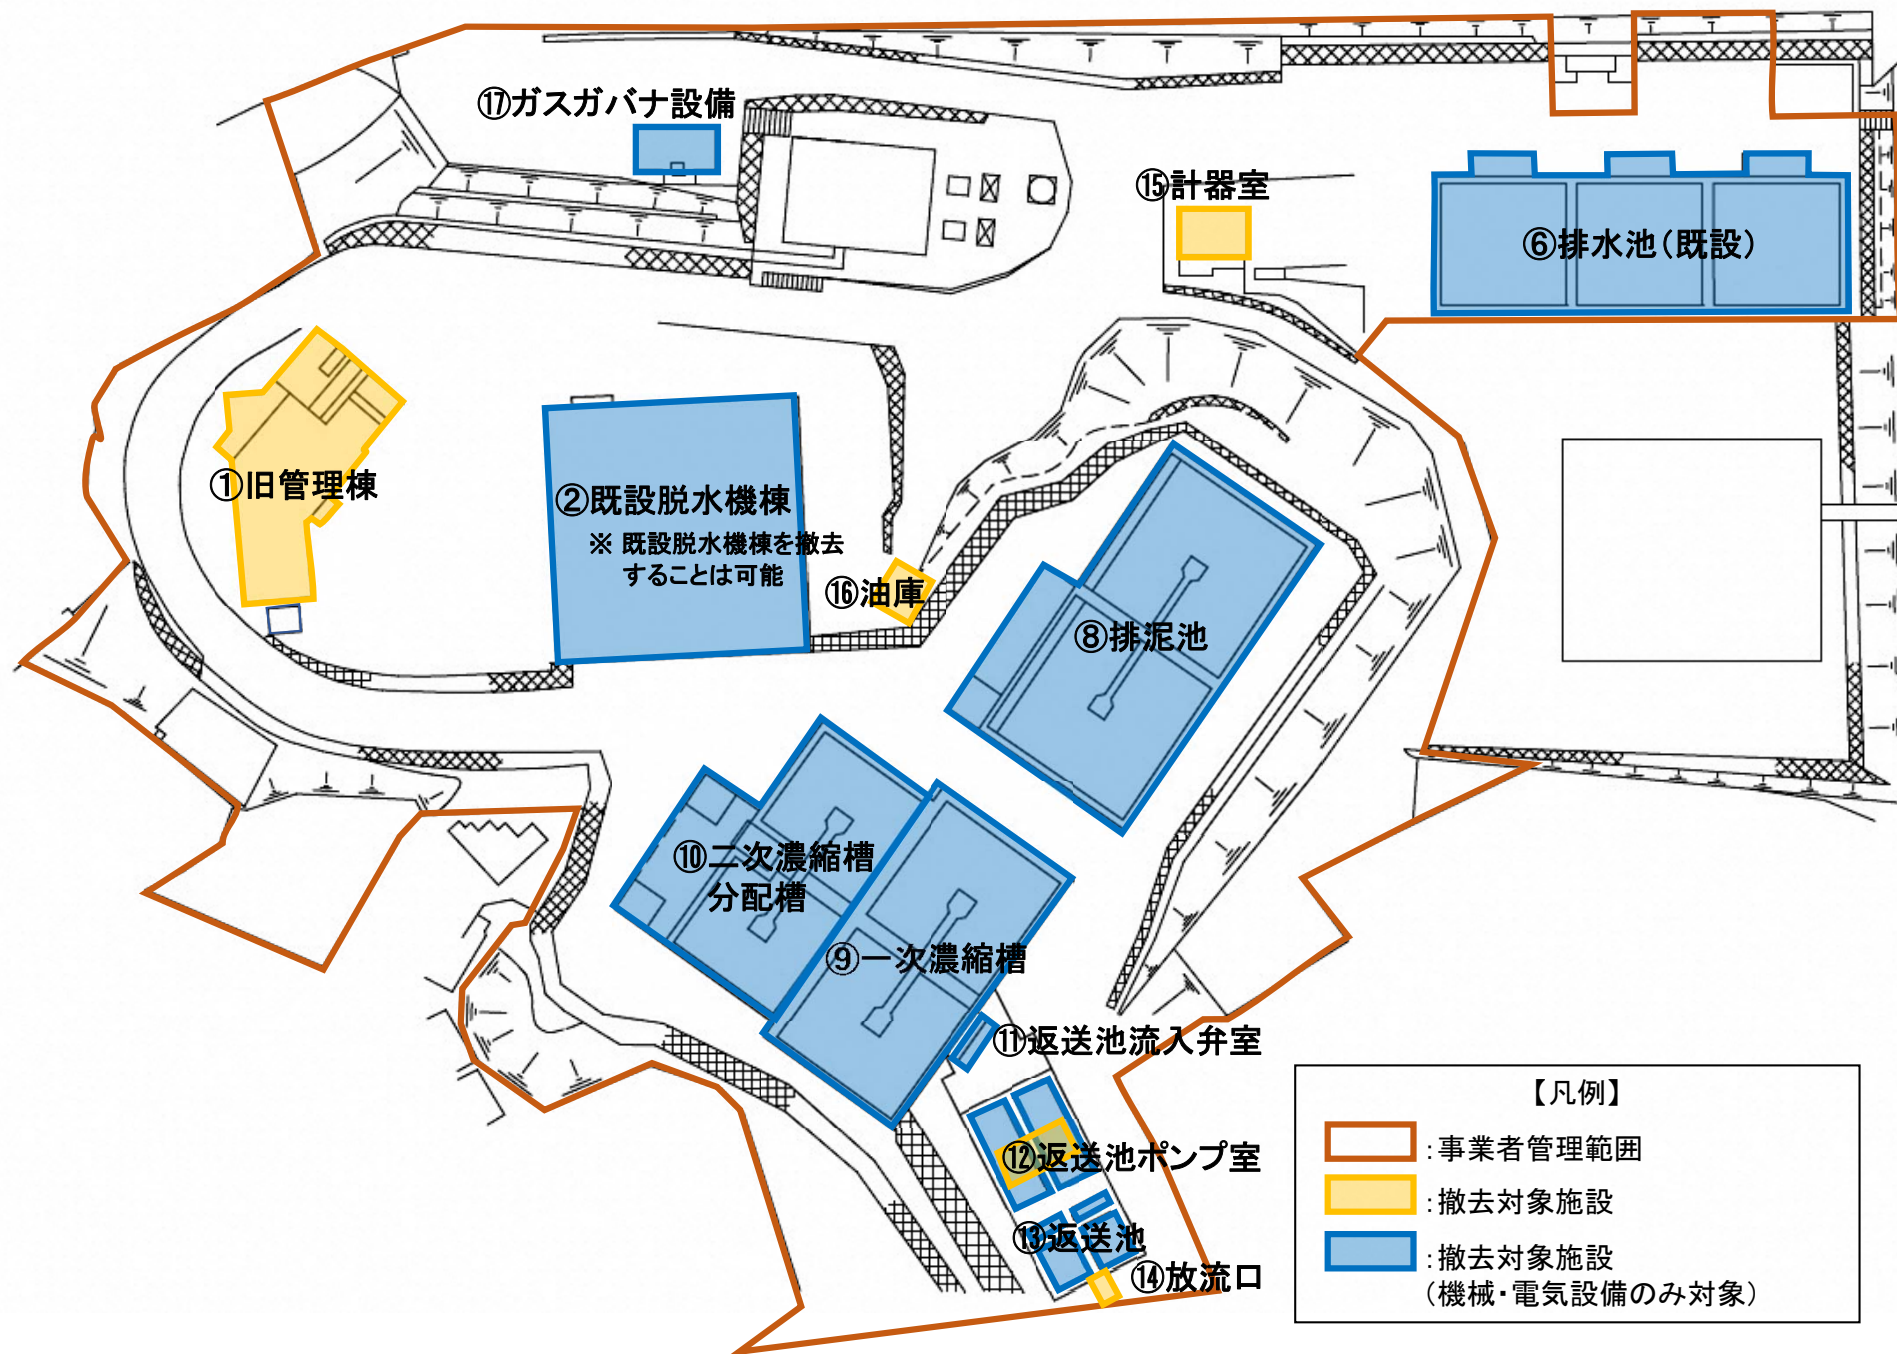 ⑰ガスガバナ設備
⑮計器室
⑥排水池(既設)
①旧管理棟
②既設脱水機棟
※ 既設脱水機棟を撤去
することは可能
⑯油庫
⑧排泥池
⑩二次濃縮槽
分配槽
⑨一次濃縮槽
⑪返送池流入弁室
⑫返送池ポンプ室
⑬返送池
⑭放流口
【凡例】
:事業者管理範囲
:撤去対象施設
:撤去対象施設
(機械・電気設備のみ対象)